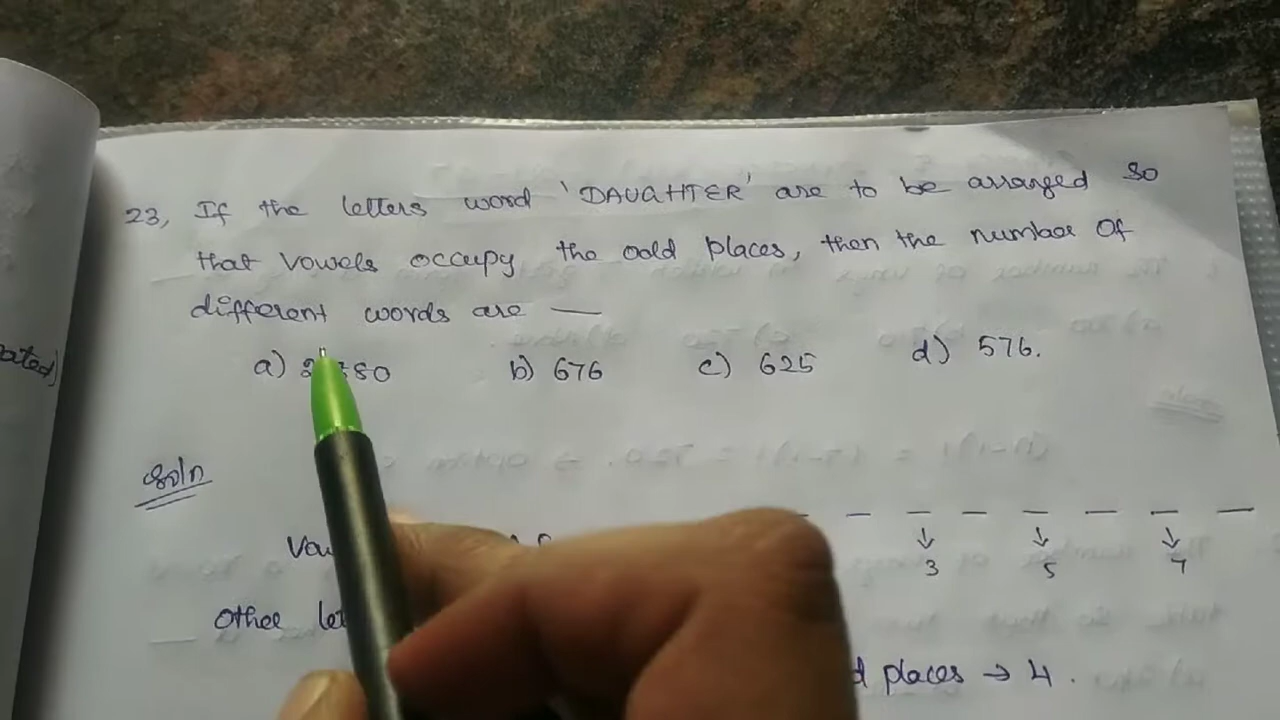 23, If the letters word 'DAUGHTER' are to be arranged so
that vowels occupy the odd places, then the number of
different words are —
a) b) 676 c) 625 d) 576.
Soln
3 5 7
Other
places → 4.